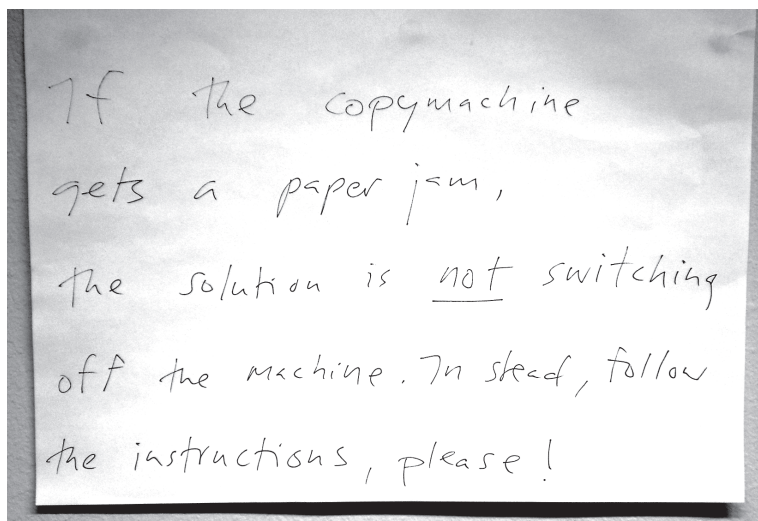 If the copymachine
gets a paper jam,
the solution is not switching
off the machine. In stead, follow
the instructions, please!